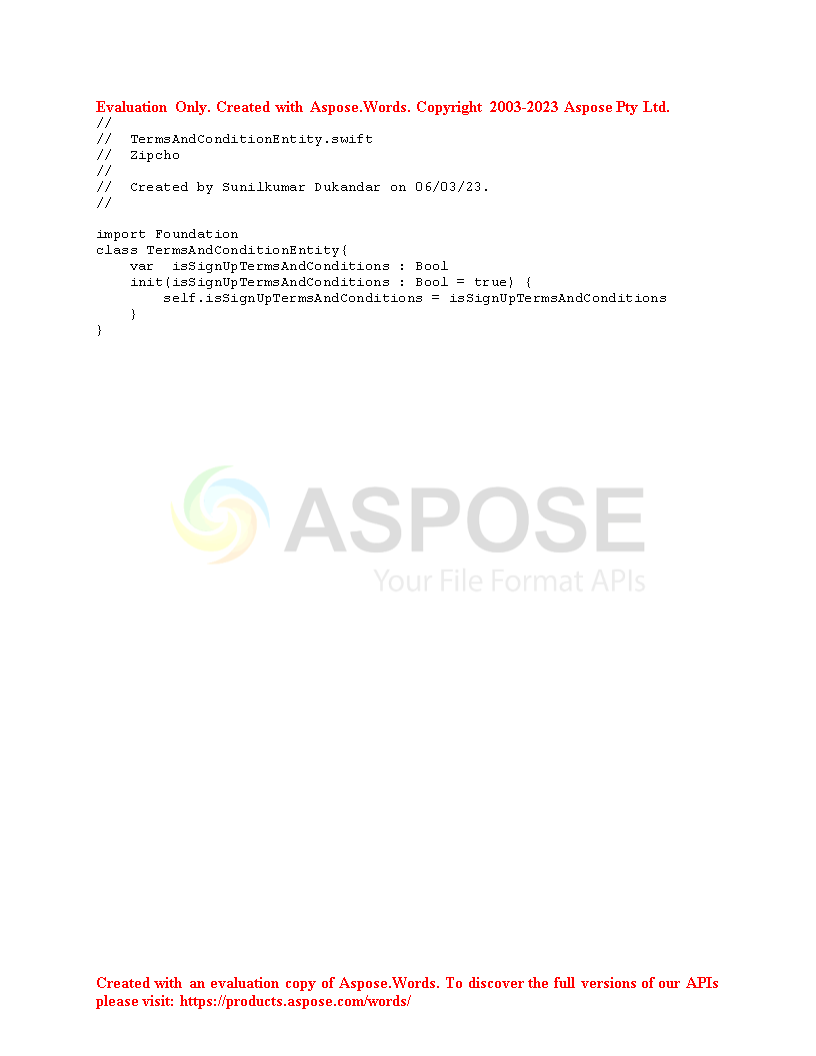 Evaluation Only. Created with Aspose.Words. Copyright 2003-2023 Aspose Pty Ltd.
//
//  TermsAndConditionEntity.swift
//  Zipcho
//
//  Created by Sunilkumar Dukandar on 06/03/23.
//
import Foundation
class TermsAndConditionEntity{
    var  isSignUpTermsAndConditions : Bool
    init(isSignUpTermsAndConditions : Bool = true) {
        self.isSignUpTermsAndConditions = isSignUpTermsAndConditions
    }
}
ASPOSE
Your File Format APIs
Created with an evaluation copy of Aspose.Words. To discover the full versions of our APIs
please visit: https://products.aspose.com/words/